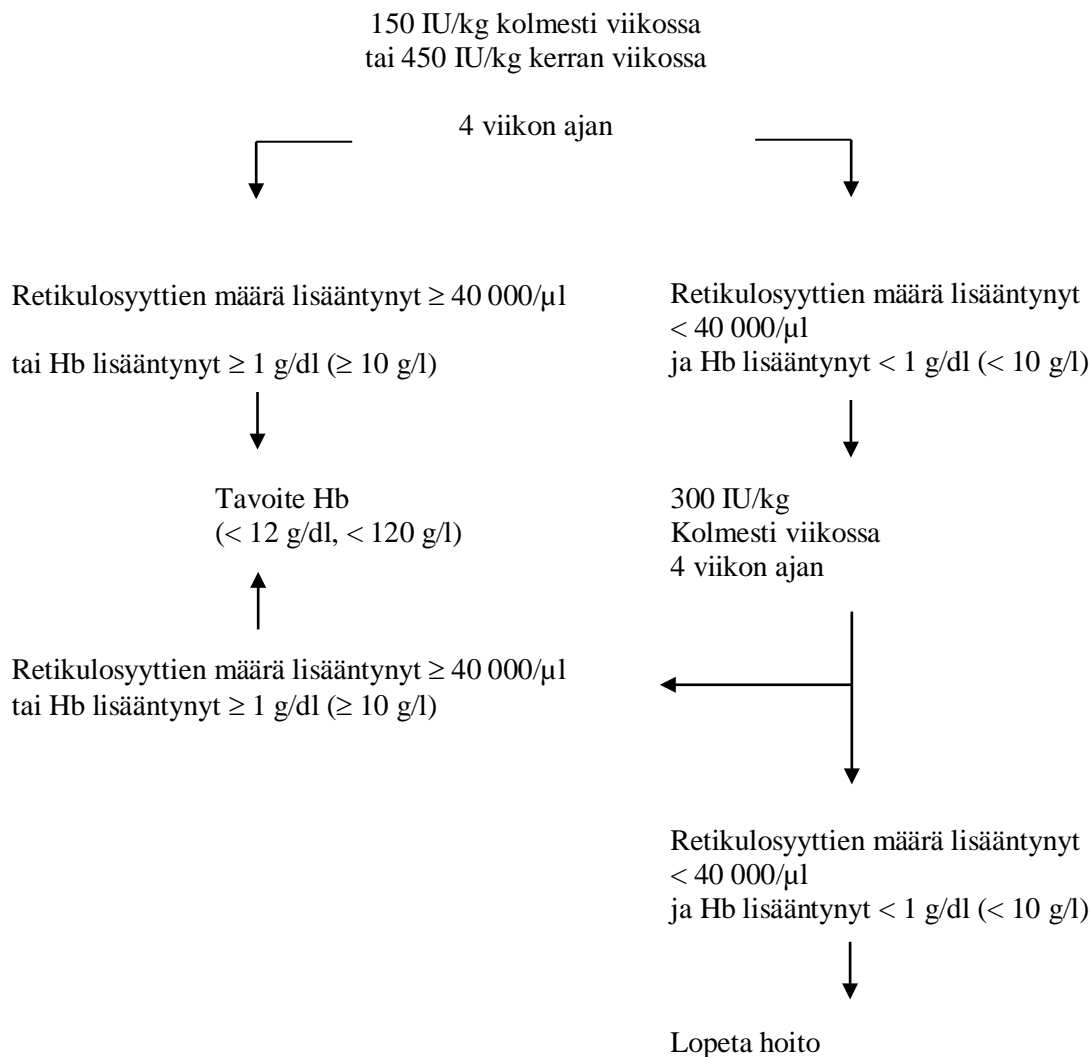 150 IU/kg kolmesti viikossa
tai 450 IU/kg kerran viikossa
4 viikon ajan
Retikulosyyttien määrä lisääntynyt ≥ 40 000/µl
tai Hb lisääntynyt ≥ 1 g/dl (≥ 10 g/l)
Retikulosyyttien määrä lisääntynyt
< 40 000/µl
ja Hb lisääntynyt < 1 g/dl (< 10 g/l)
Tavoite Hb
(< 12 g/dl, < 120 g/l)
300 IU/kg
Kolmesti viikossa
4 viikon ajan
Retikulosyyttien määrä lisääntynyt ≥ 40 000/µl
tai Hb lisääntynyt ≥ 1 g/dl (≥ 10 g/l)
Retikulosyyttien määrä lisääntynyt
< 40 000/µl
ja Hb lisääntynyt < 1 g/dl (< 10 g/l)
Lopeta hoito